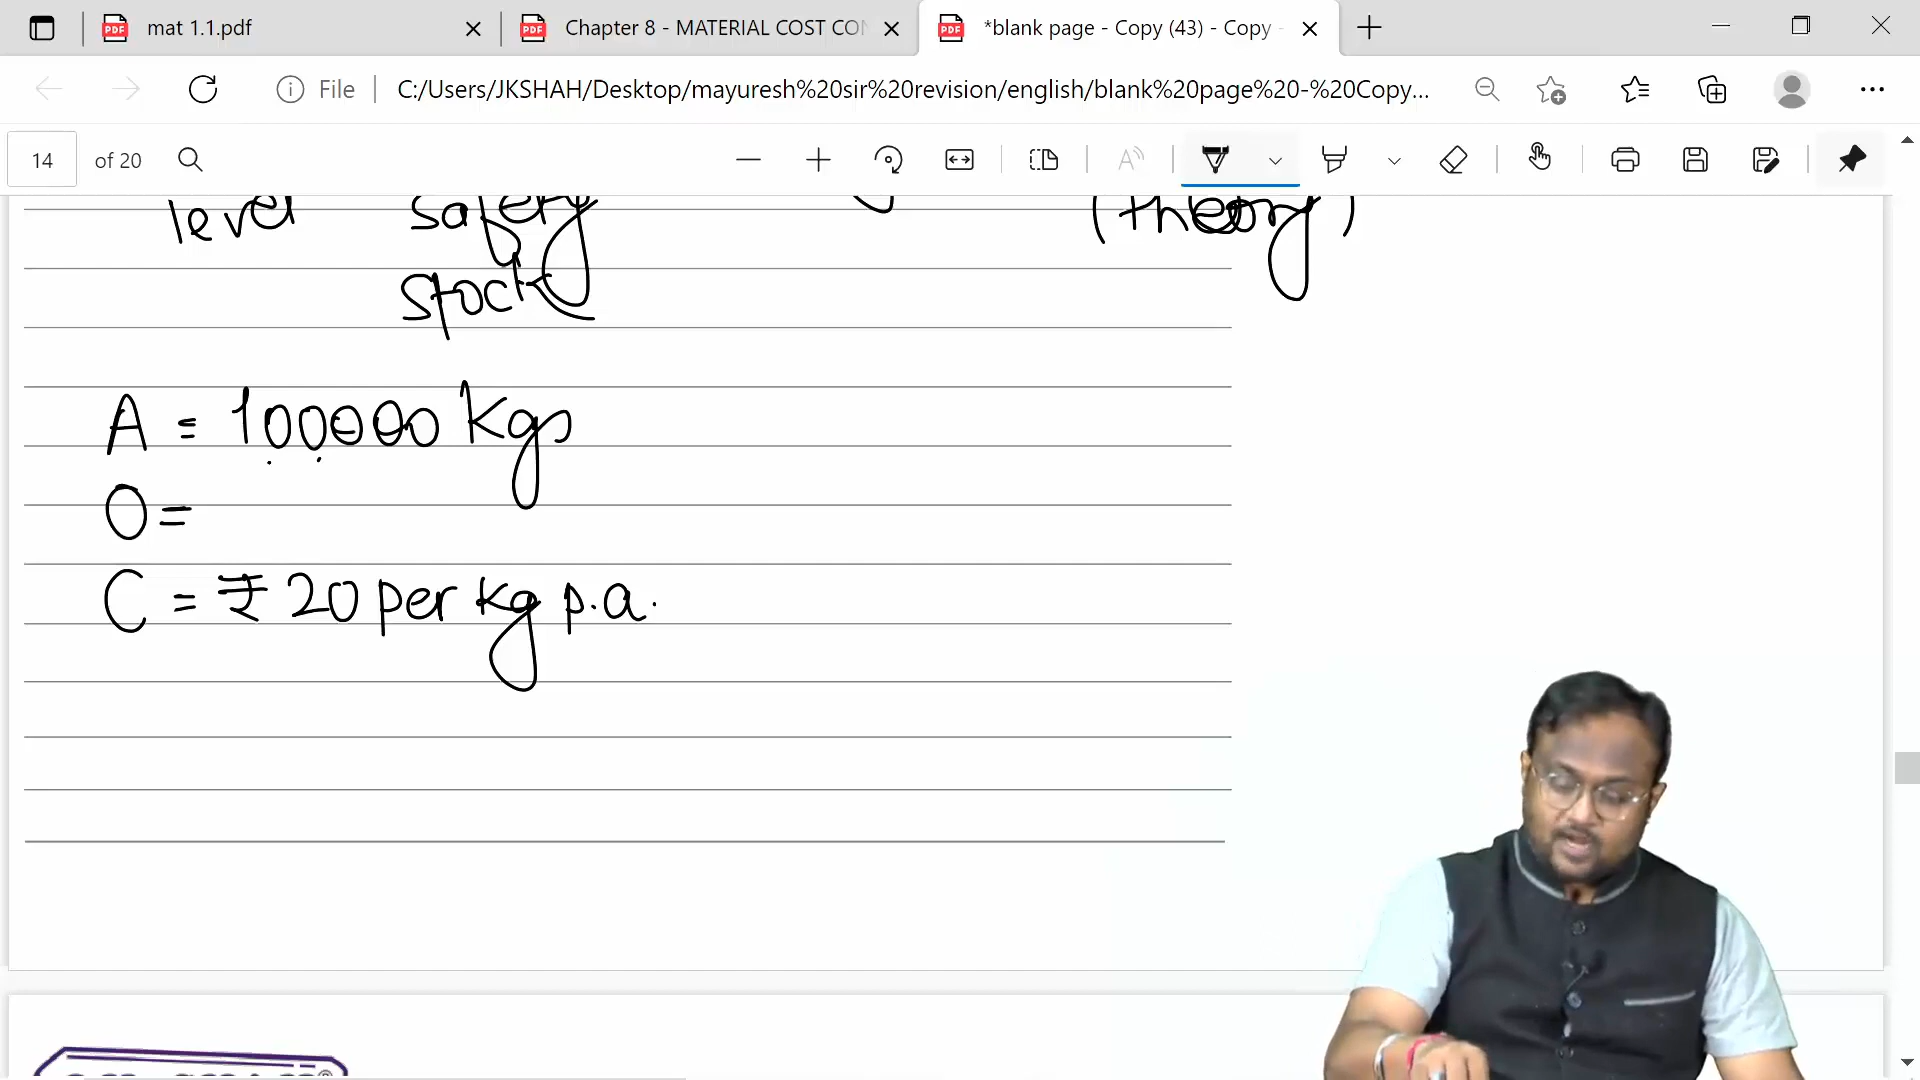 mat 1.1.pdf
Chapter 8 - MATERIAL COST CON
*blank page - Copy (43) - Copy -
File
C:/Users/JKSHAH/Desktop/mayuresh%20sir%20revision/english/blank%20page%20-%20Copy...
14 of 20
level safety (theory)
stock
A = 100000 Kgs
O =
C = ₹ 20 per kg p.a.